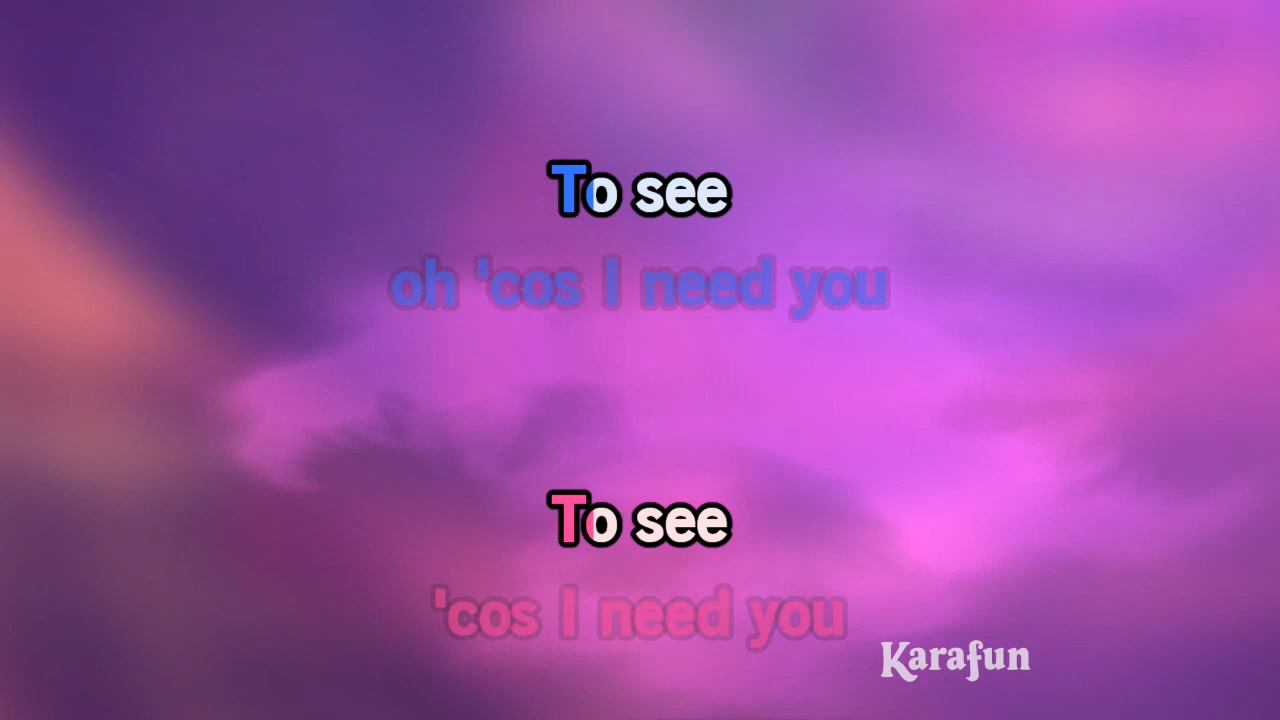 To see
oh 'cos I need you
To see
'cos I need you
Karafun